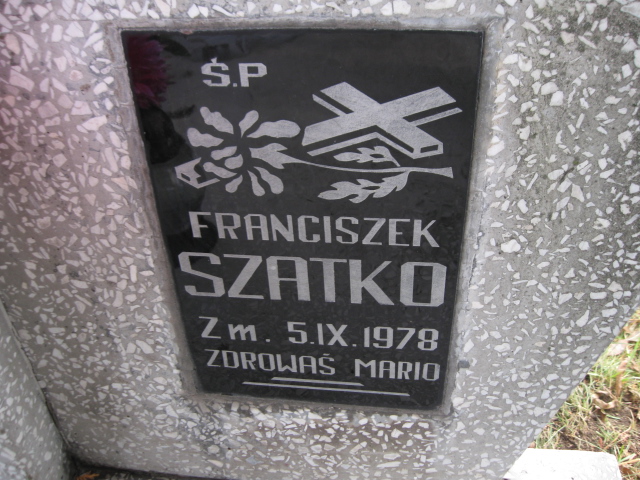 Ś.P
FRANCISZEK
SZATKO
Zm. 5.IX.1978
ZDROWAŚ MARIO